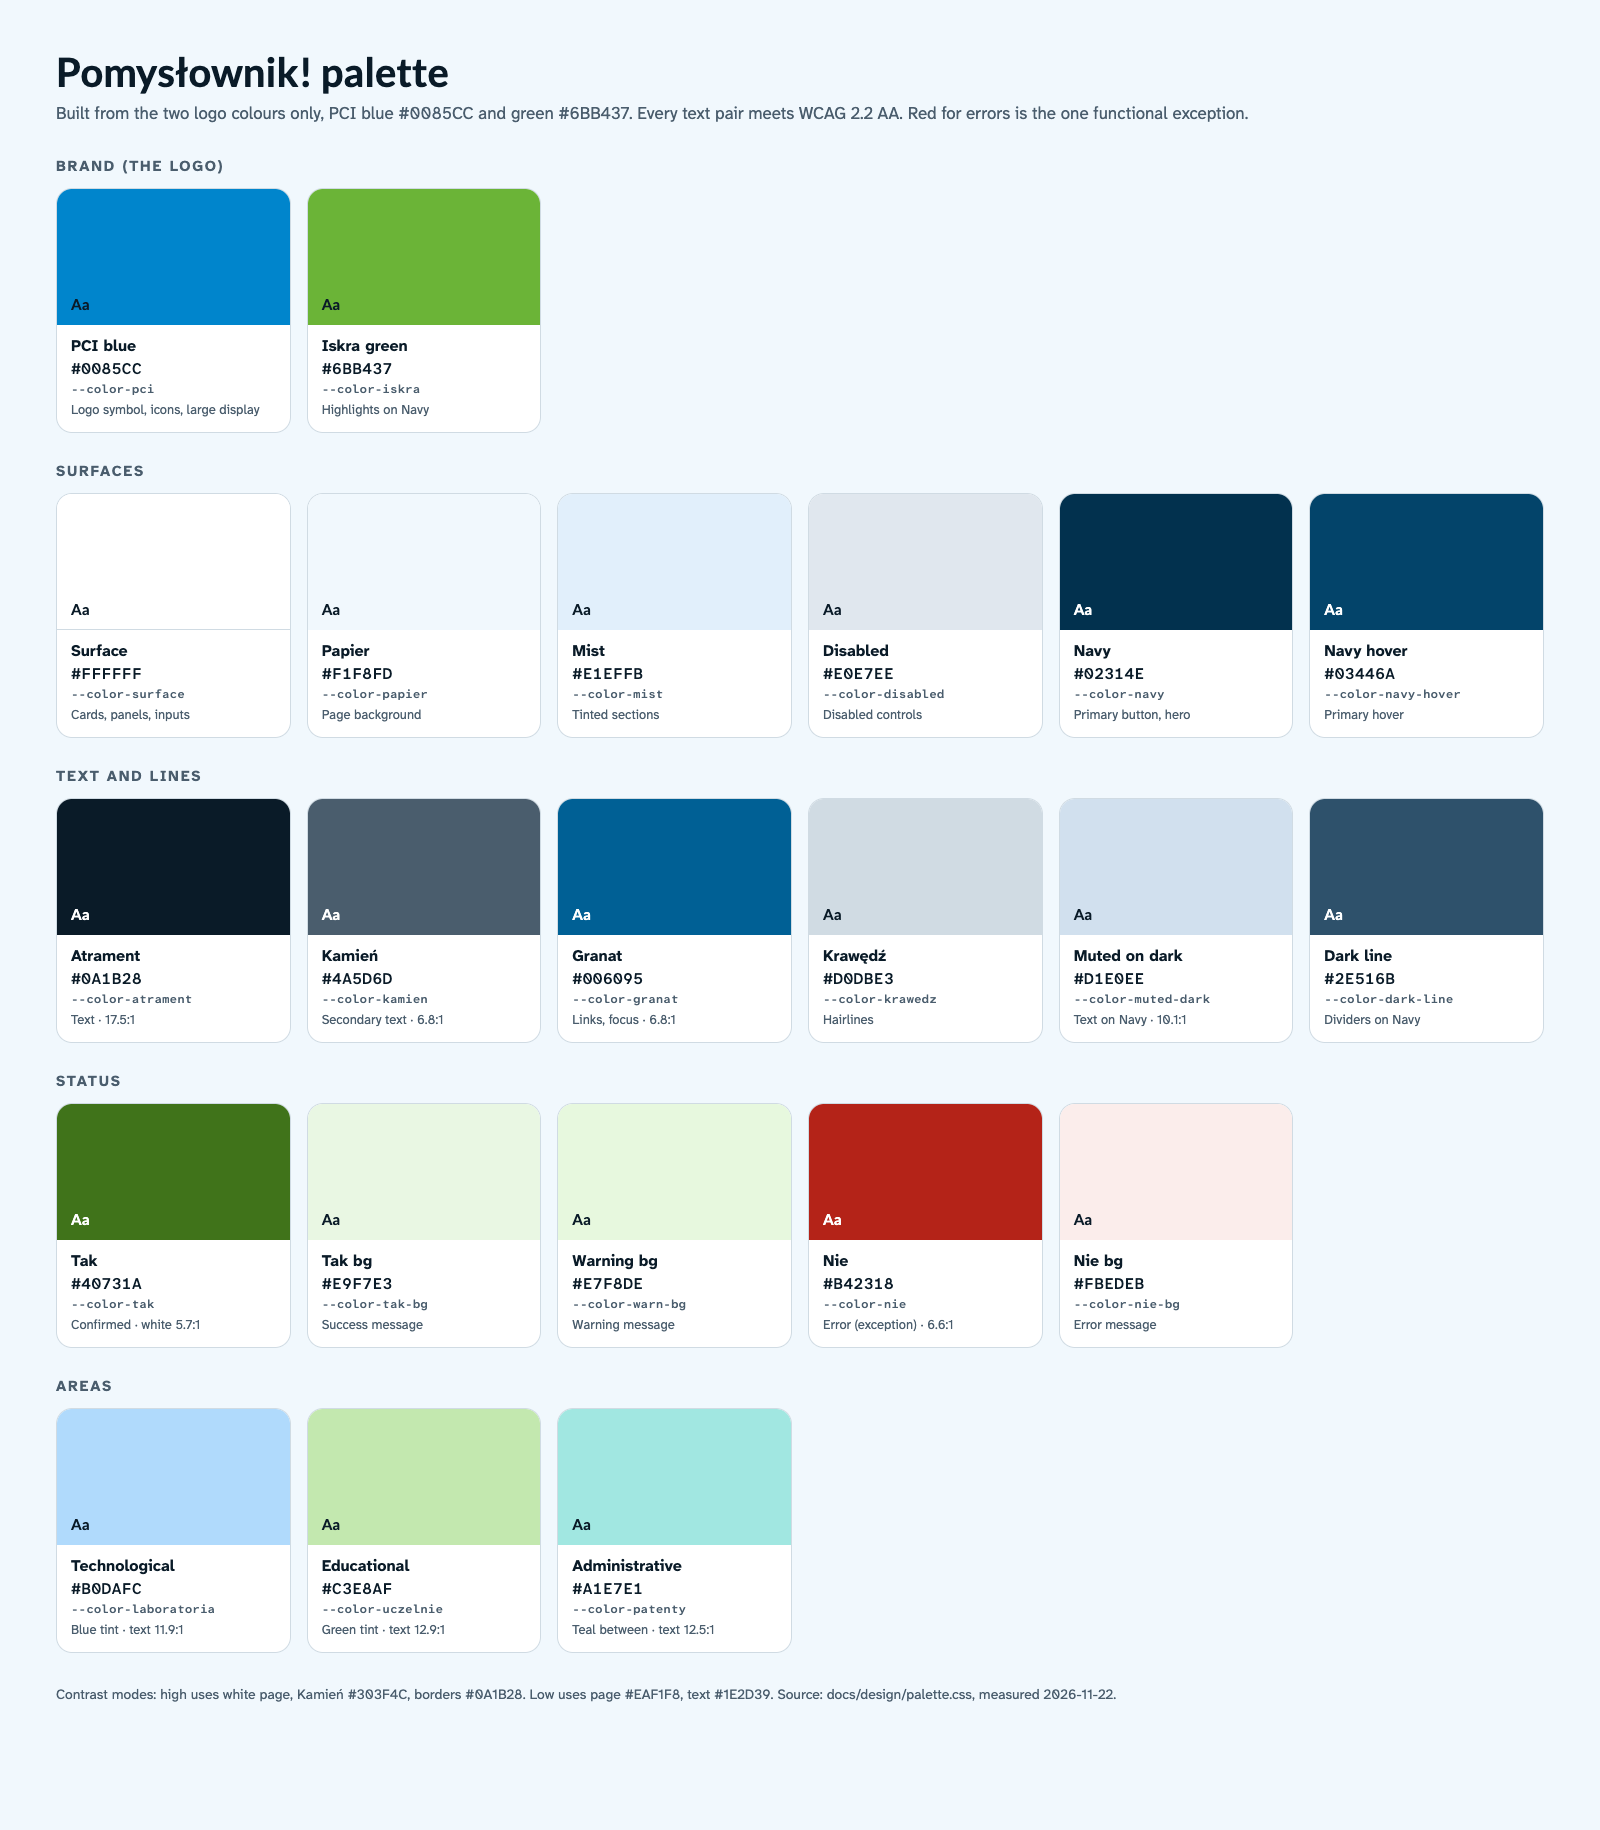 Pomysłownik! palette
Built from the two logo colours only, PCI blue #0085CC and green #6BB437. Every text pair meets WCAG 2.2 AA. Red for errors is the one functional exception.
BRAND (THE LOGO)
Aa Aa
PCI blue Iskra green
#0085CC #6BB437
--color-pci --color-iskra
Logo symbol, icons, large display Highlights on Navy
SURFACES
Aa Aa Aa Aa Aa Aa
Surface Papier Mist Disabled Navy Navy hover
#FFFFFF #F1F8FD #E1EFFB #E0E7EE #02314E #03446A
--color-surface --color-papier --color-mist --color-disabled --color-navy --color-navy-hover
Cards, panels, inputs Page background Tinted sections Disabled controls Primary button, hero Primary hover
TEXT AND LINES
Aa Aa Aa Aa Aa Aa
Atrament Kamień Granat Krawędź Muted on dark Dark line
#0A1B28 #4A5D6D #006095 #D0DBE3 #D1E0EE #2E516B
--color-atrament --color-kamien --color-granat --color-krawedz --color-muted-dark --color-dark-line
Text · 17.5:1 Secondary text · 6.8:1 Links, focus · 6.8:1 Hairlines Text on Navy · 10.1:1 Dividers on Navy
STATUS
Aa Aa Aa Aa Aa
Tak Tak bg Warning bg Nie Nie bg
#40731A #E9F7E3 #E7F8DE #B42318 #FBEDEB
--color-tak --color-tak-bg --color-warn-bg --color-nie --color-nie-bg
Confirmed · white 5.7:1 Success message Warning message Error (exception) · 6.6:1 Error message
AREAS
Aa Aa Aa
Technological Educational Administrative
#B0DAFC #C3E8AF #A1E7E1
--color-laboratoria --color-uczelnie --color-patenty
Blue tint · text 11.9:1 Green tint · text 12.9:1 Teal between · text 12.5:1
Contrast modes: high uses white page, Kamień #303F4C, borders #0A1B28. Low uses page #EAF1F8, text #1E2D39. Source: docs/design/palette.css, measured 2026-11-22.